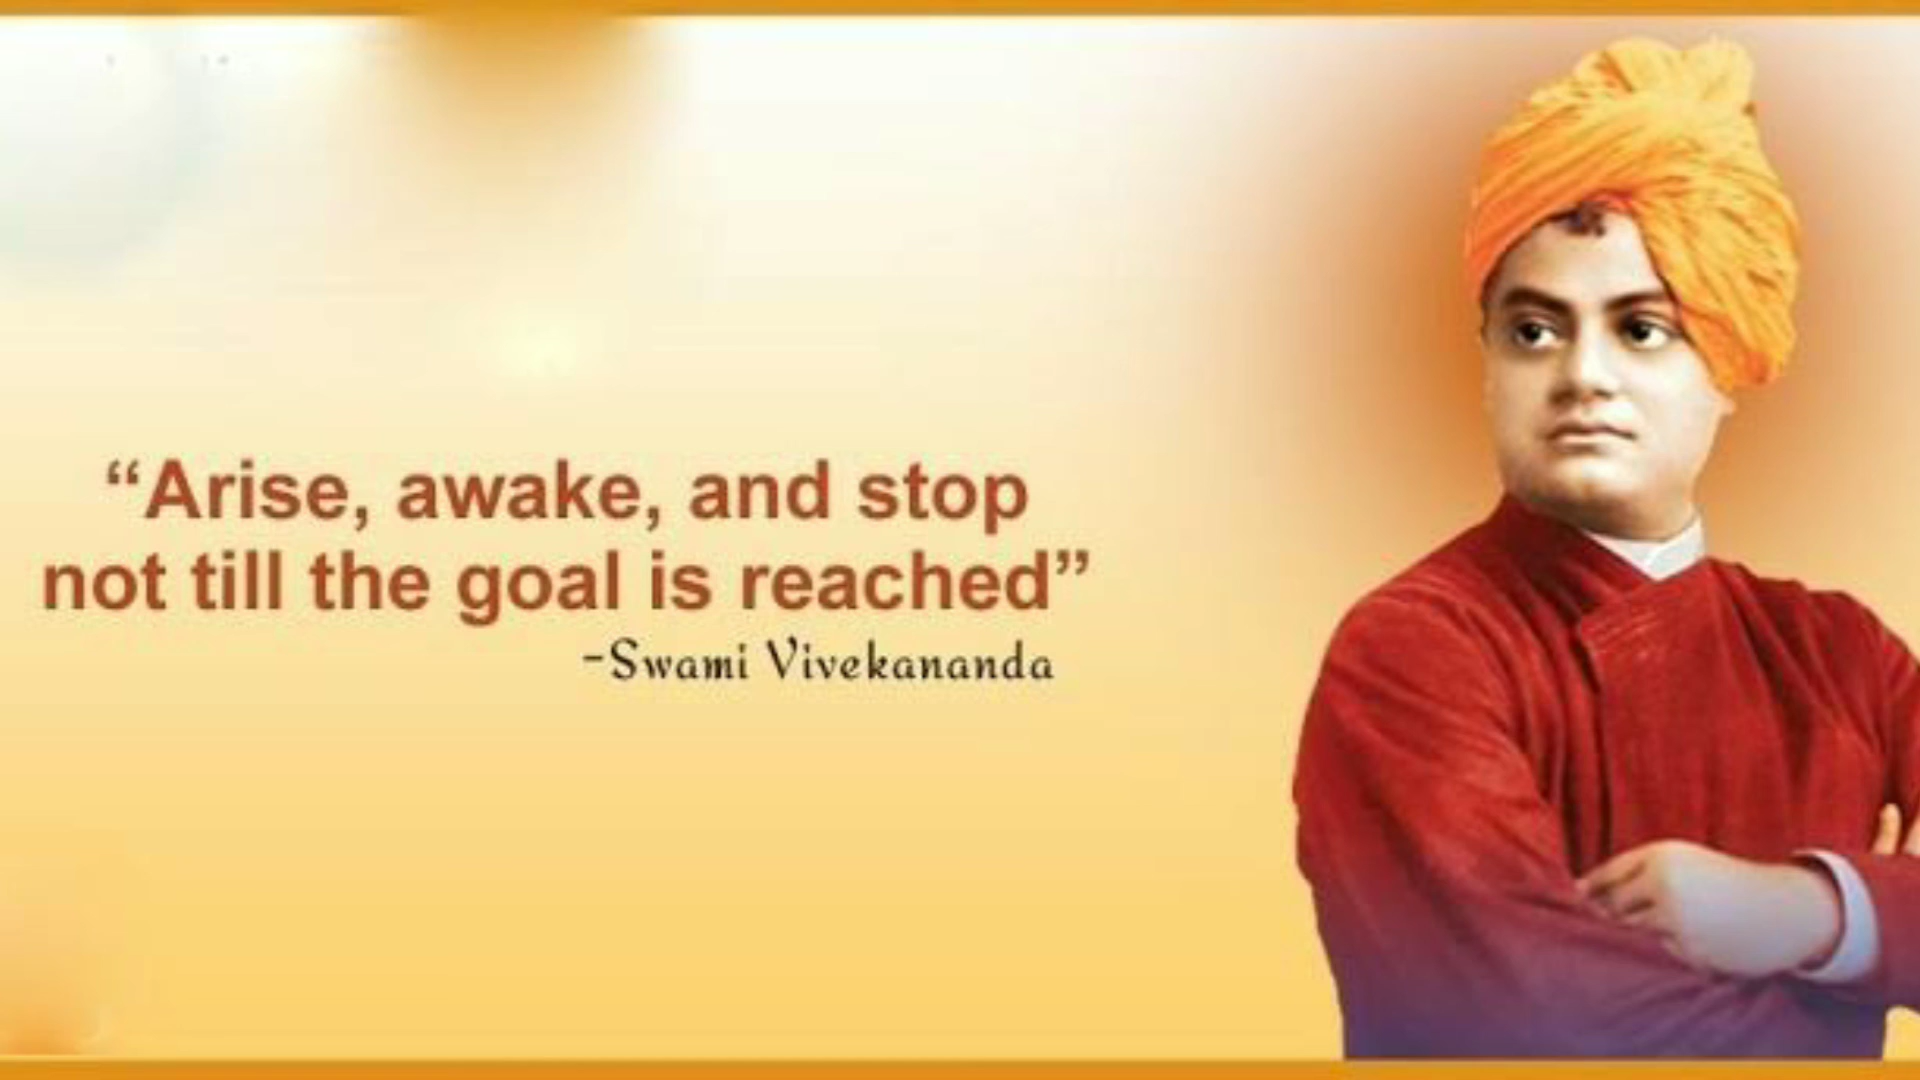 “Arise, awake, and stop
not till the goal is reached”
-Swami Vivekananda